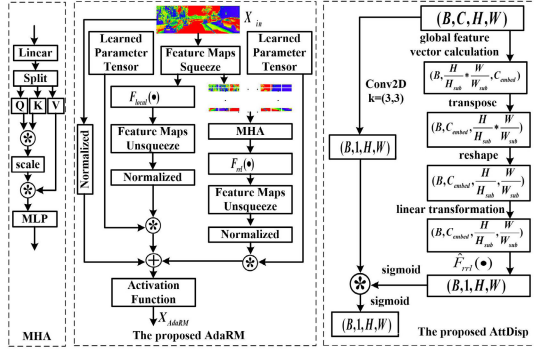 Linear
Split
Q K V
*
scale
*
MLP
MHA
X_in
Learned
Parameter
Tensor
Feature Maps
Squeeze
Learned
Parameter
Tensor
F_local(•)
Feature Maps
Unsqueeze
Normalized
Normalized
MHA
Feature Maps
Unsqueeze
Normalized
*
+
*
Activation
Function
X_AdaRM
The proposed AdaRM
(B,C,H,W)
global feature
vector calculation
(B, H/H_sub * W/W_sub, C_embed)
transpose
(B, C_embed, H/H_sub * W/W_sub)
reshape
(B, C_embed, H/H_sub, W/W_sub)
linear transformation
(B, C_embed, H/H_sub, W/W_sub)
F̂_rrl(•)
(B,1,H,W)
Conv2D
k=(3,3)
(B,1,H,W)
sigmoid
*
sigmoid
(B,1,H,W)
The proposed AttDisp